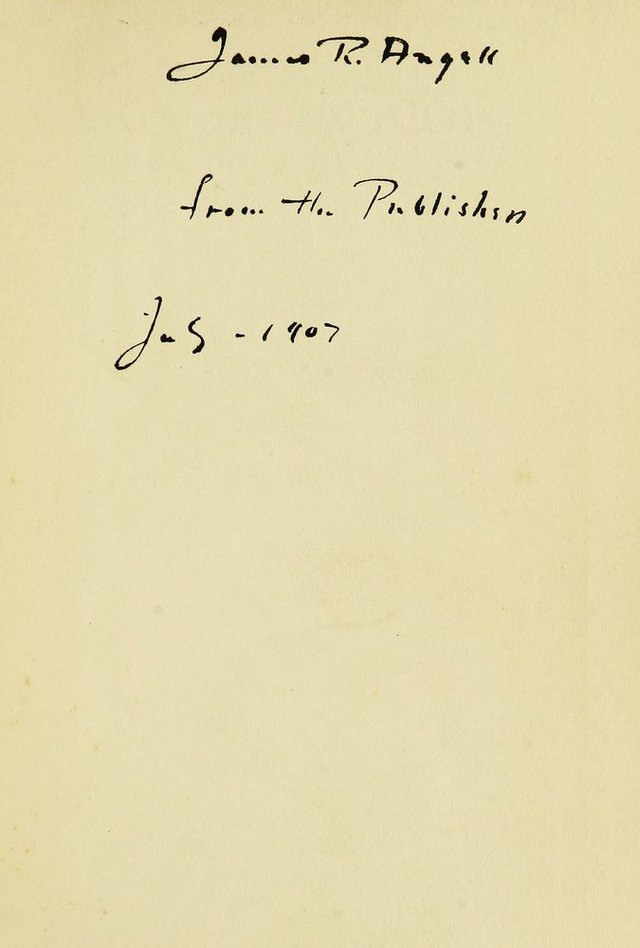 James R. Angell
from the Publishers
July - 1907